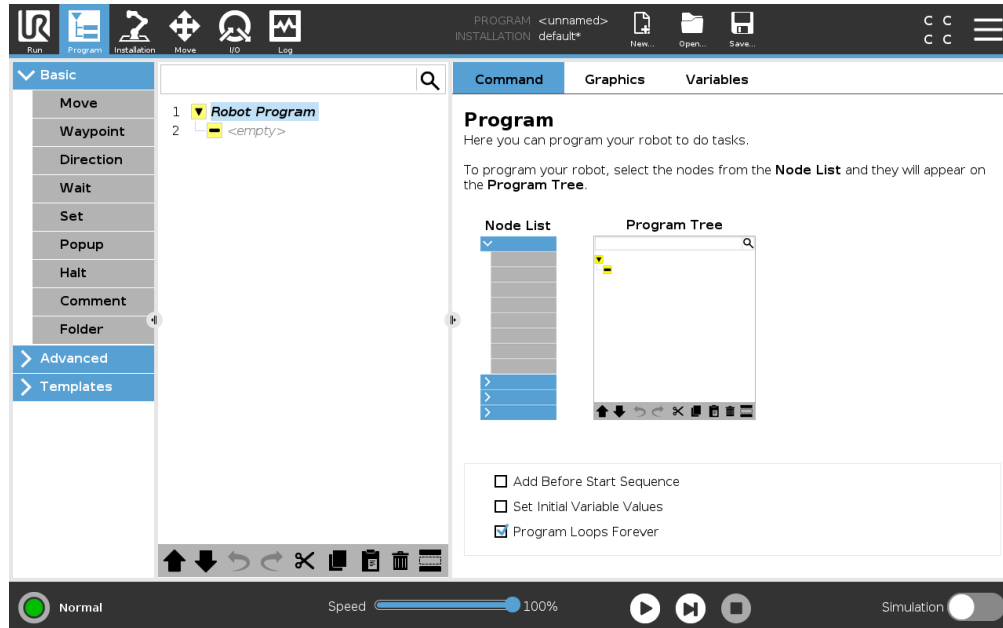 UR
Run
Program
Installation
Move
I/O
Log
PROGRAM <unnamed>
INSTALLATION default*
New...
Open...
Save...
C C
C C
Basic
Move
Waypoint
Direction
Wait
Set
Popup
Halt
Comment
Folder
Advanced
Templates
1 Robot Program
2 <empty>
Command Graphics Variables
Program
Here you can program your robot to do tasks.
To program your robot, select the nodes from the Node List and they will appear on
the Program Tree.
Node List Program Tree
Add Before Start Sequence
Set Initial Variable Values
Program Loops Forever
Normal
Speed 100%
Simulation